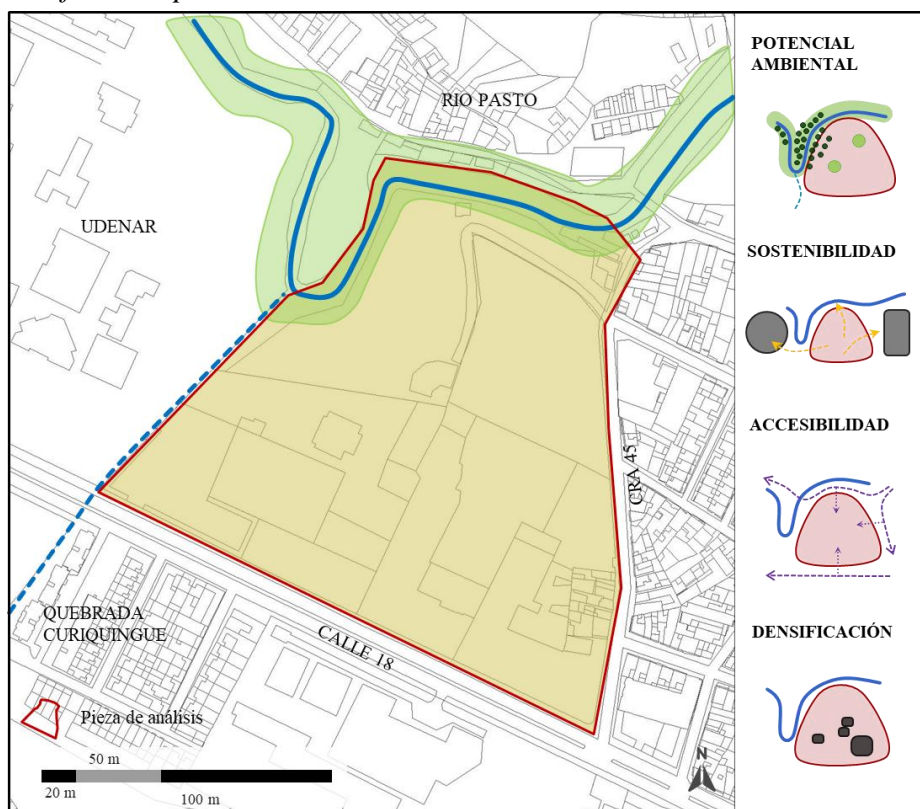 RIO PASTO
UDENAR
CRA 45
QUEBRADA
CURIQUINGUE
CALLE 18
Pieza de análisis
50 m
20 m
100 m
N
POTENCIAL
AMBIENTAL
SOSTENIBILIDAD
ACCESIBILIDAD
DENSIFICACIÓN